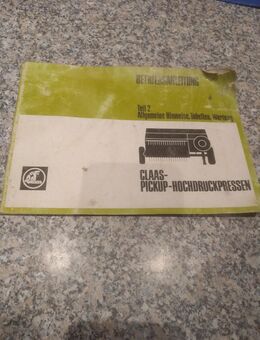 BETRIEBSANLEITUNG
Teil 2
Allgemeine Hinweise, Tabellen, Wartung
CLAAS-
PICKUP-HOCHDRUCKPRESSEN